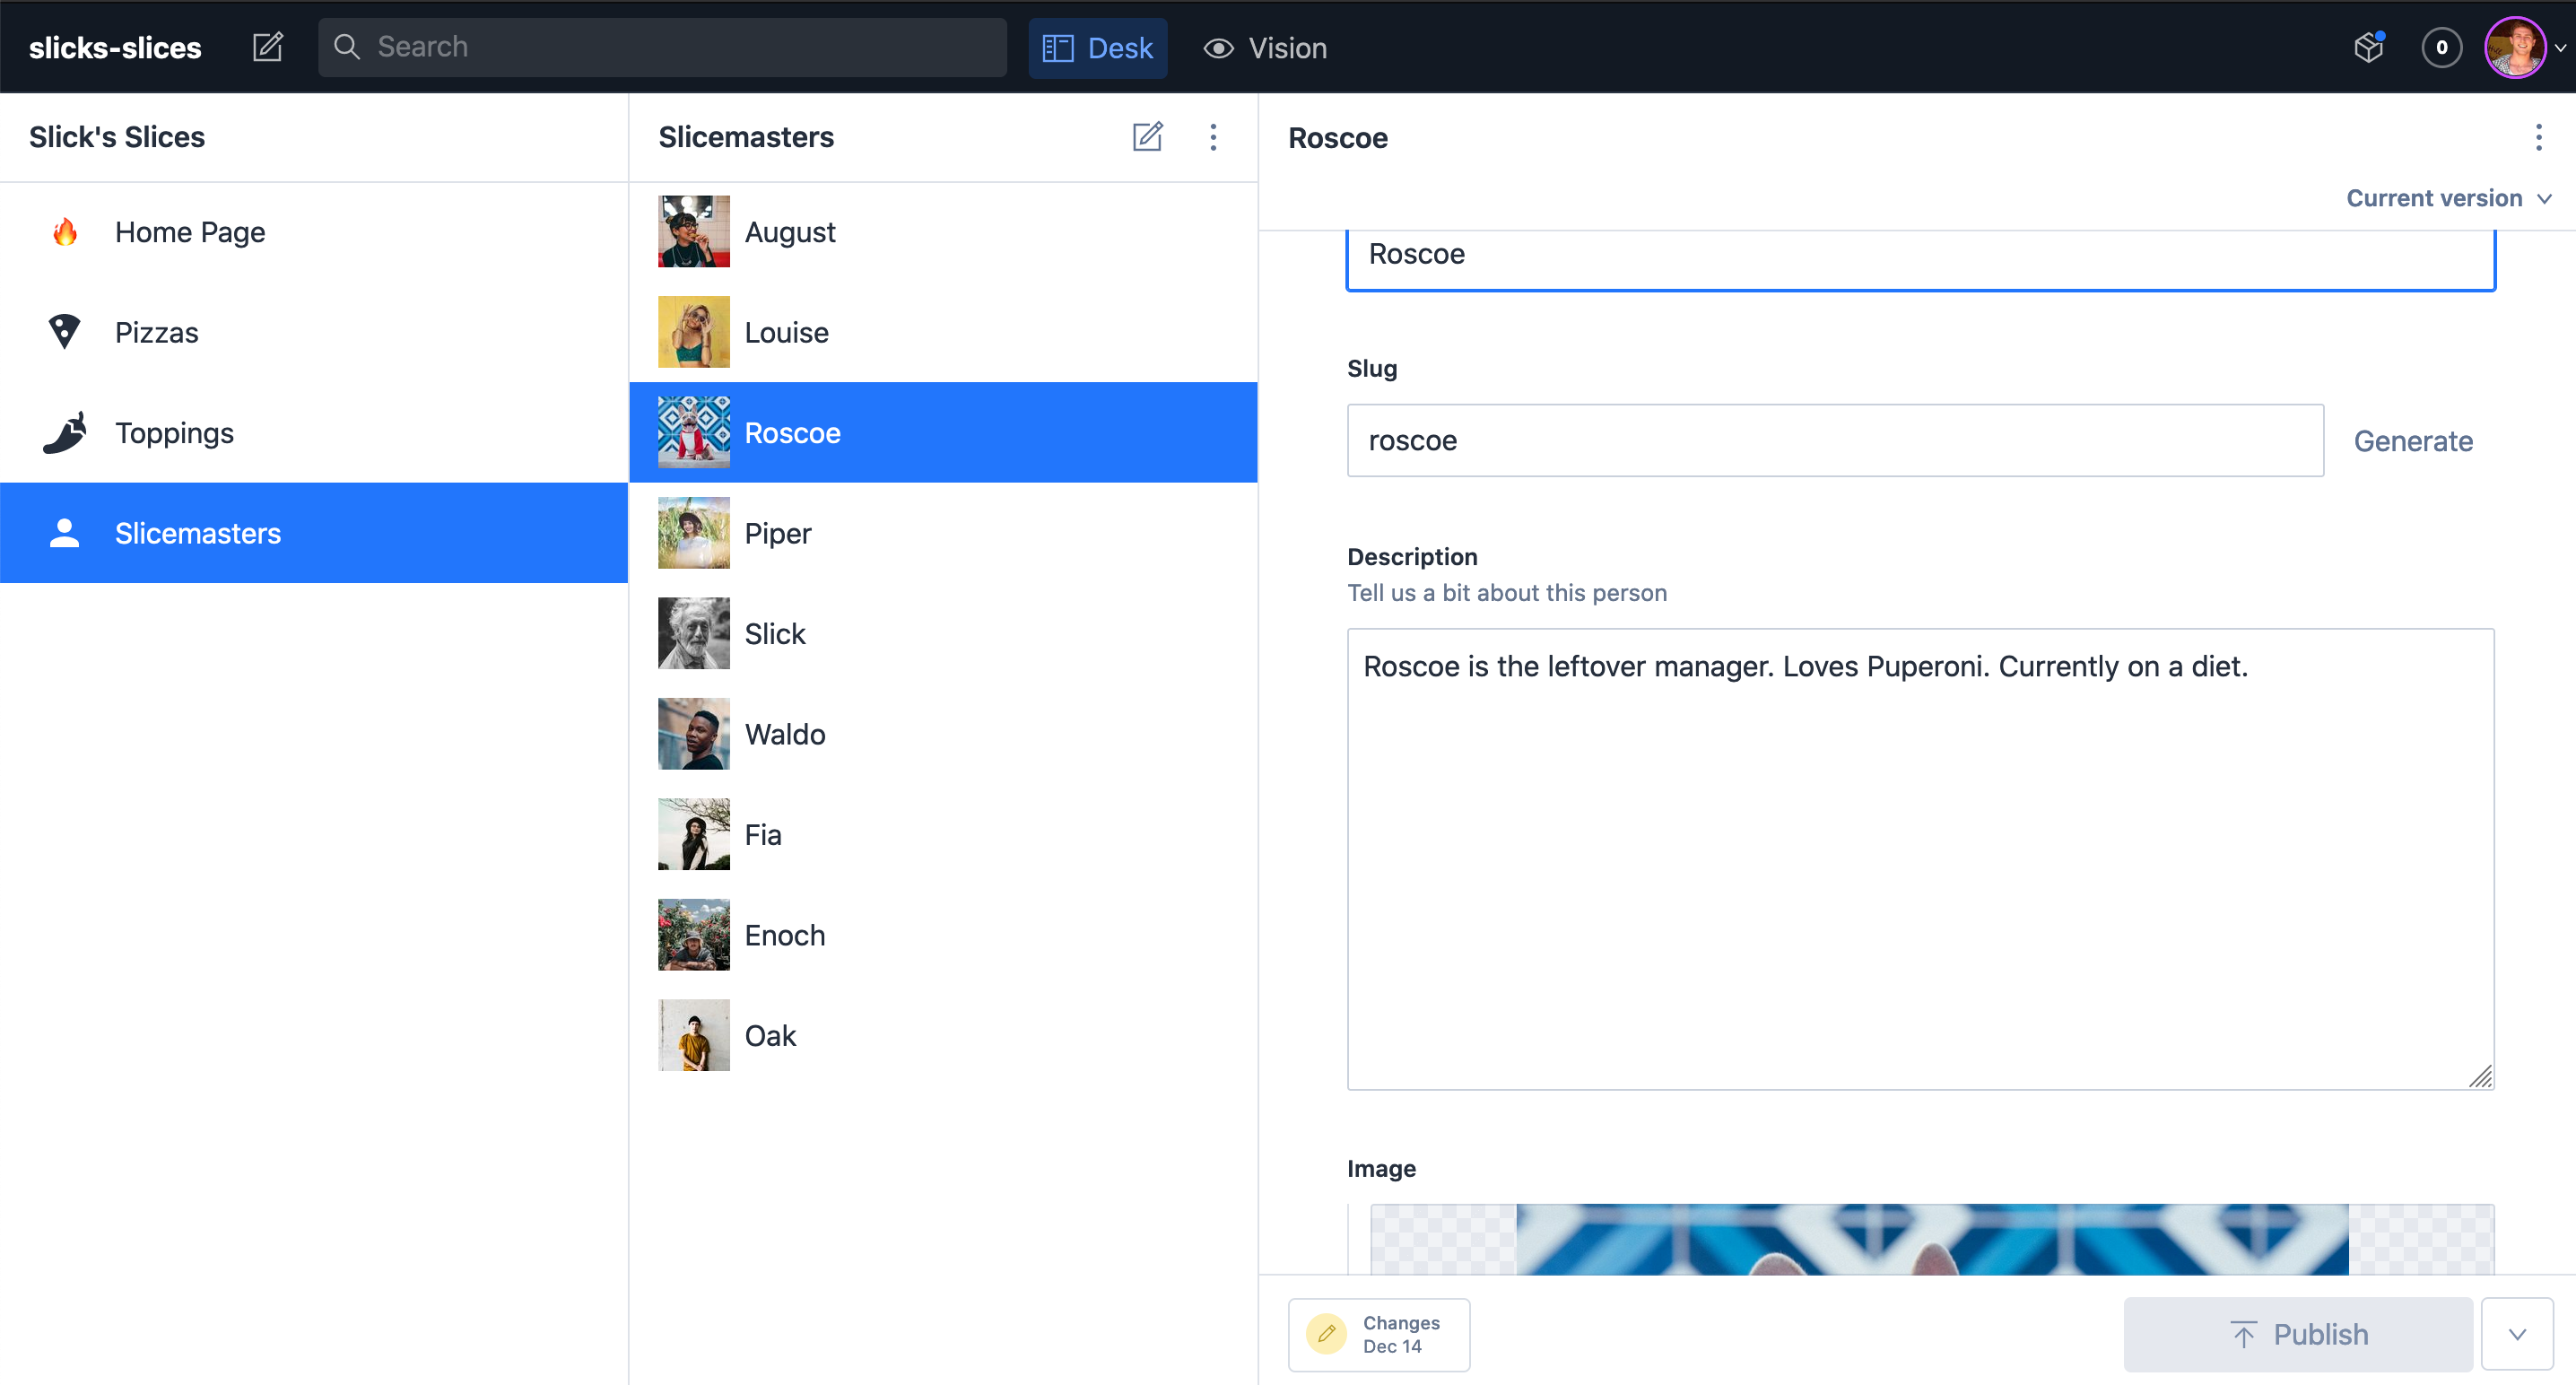 slicks-slices
Search
Desk
Vision
0
Slick's Slices
Home Page
Pizzas
Toppings
Slicemasters
Slicemasters
August
Louise
Roscoe
Piper
Slick
Waldo
Fia
Enoch
Oak
Roscoe
Current version
Roscoe
Slug
roscoe
Generate
Description
Tell us a bit about this person
Roscoe is the leftover manager. Loves Puperoni. Currently on a diet.
Image
Changes
Dec 14
Publish